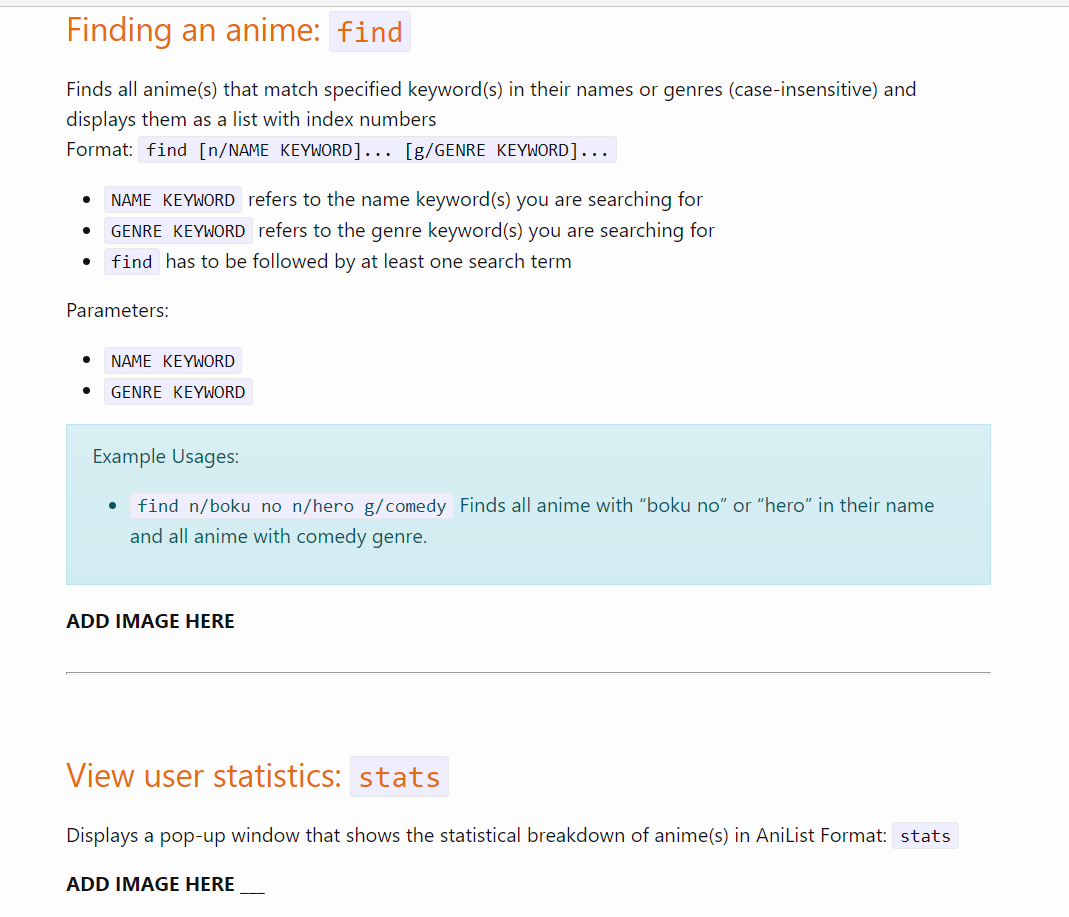 Finding an anime: find
Finds all anime(s) that match specified keyword(s) in their names or genres (case-insensitive) and
displays them as a list with index numbers
Format: find [n/NAME KEYWORD]... [g/GENRE KEYWORD]...
• NAME KEYWORD refers to the name keyword(s) you are searching for
• GENRE KEYWORD refers to the genre keyword(s) you are searching for
• find has to be followed by at least one search term
Parameters:
• NAME KEYWORD
• GENRE KEYWORD
Example Usages:
• find n/boku no n/hero g/comedy Finds all anime with “boku no” or “hero” in their name
and all anime with comedy genre.
ADD IMAGE HERE
View user statistics: stats
Displays a pop-up window that shows the statistical breakdown of anime(s) in AniList Format: stats
ADD IMAGE HERE ___